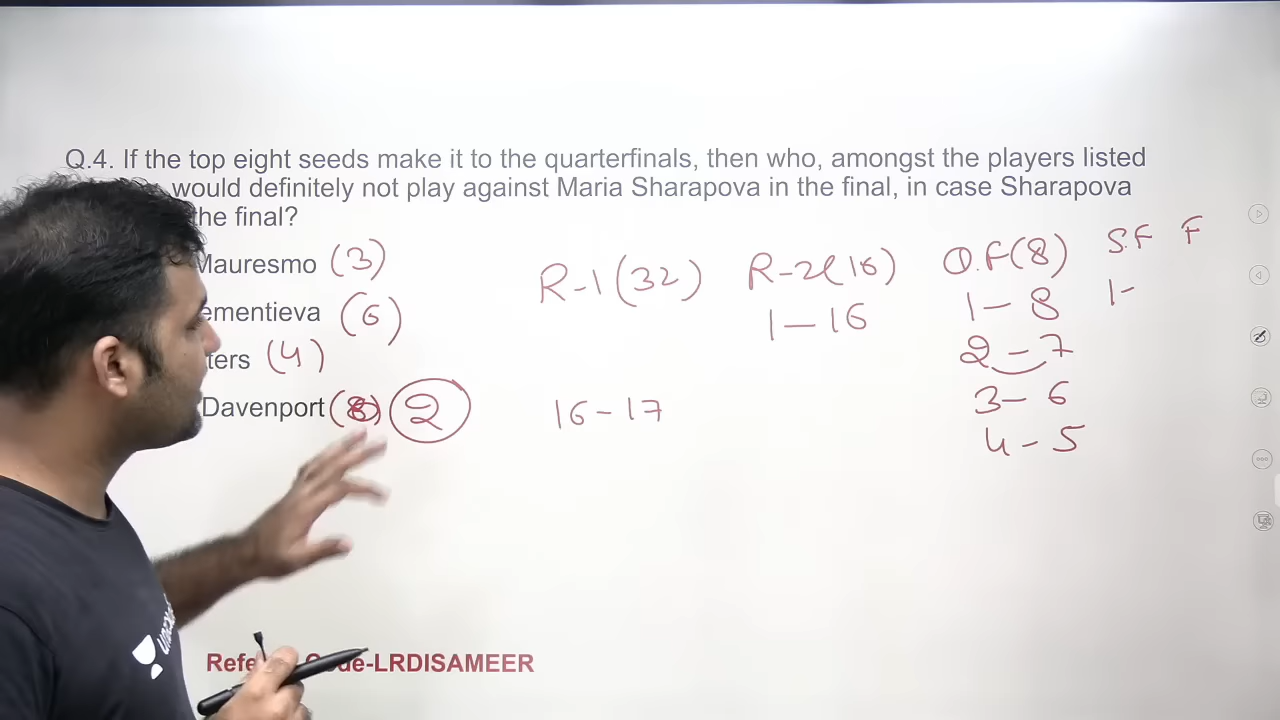 Q.4. If the top eight seeds make it to the quarterfinals, then who, amongst the players listed
would definitely not play against Maria Sharapova in the final, in case Sharapova
the final?
Mauresmo (3)
ementieva (6)
ters (4)
Davenport (8) 2
R-1 (32)
16-17
R-2(16)
1-16
Q.F(8)
1-8
2-7
3-6
4-5
S.F
1-
F
Refe Code-LRDISAMEER